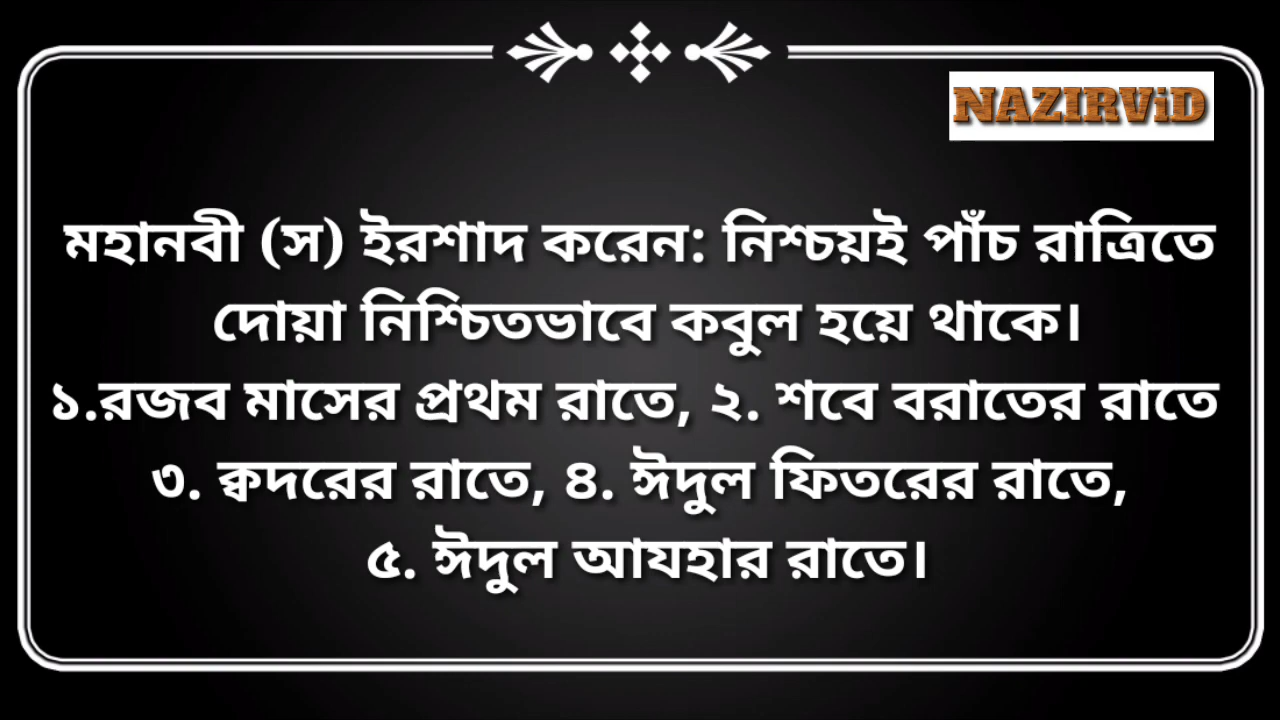 NAZIRViD
মহানবী (স) ইরশাদ করেন: নিশ্চয়ই পাঁচ রাত্রিতে
দোয়া নিশ্চিতভাবে কবুল হয়ে থাকে।
১.রজব মাসের প্রথম রাতে, ২. শবে বরাতের রাতে
৩. ক্বদরের রাতে, ৪. ঈদুল ফিতরের রাতে,
৫. ঈদুল আযহার রাতে।